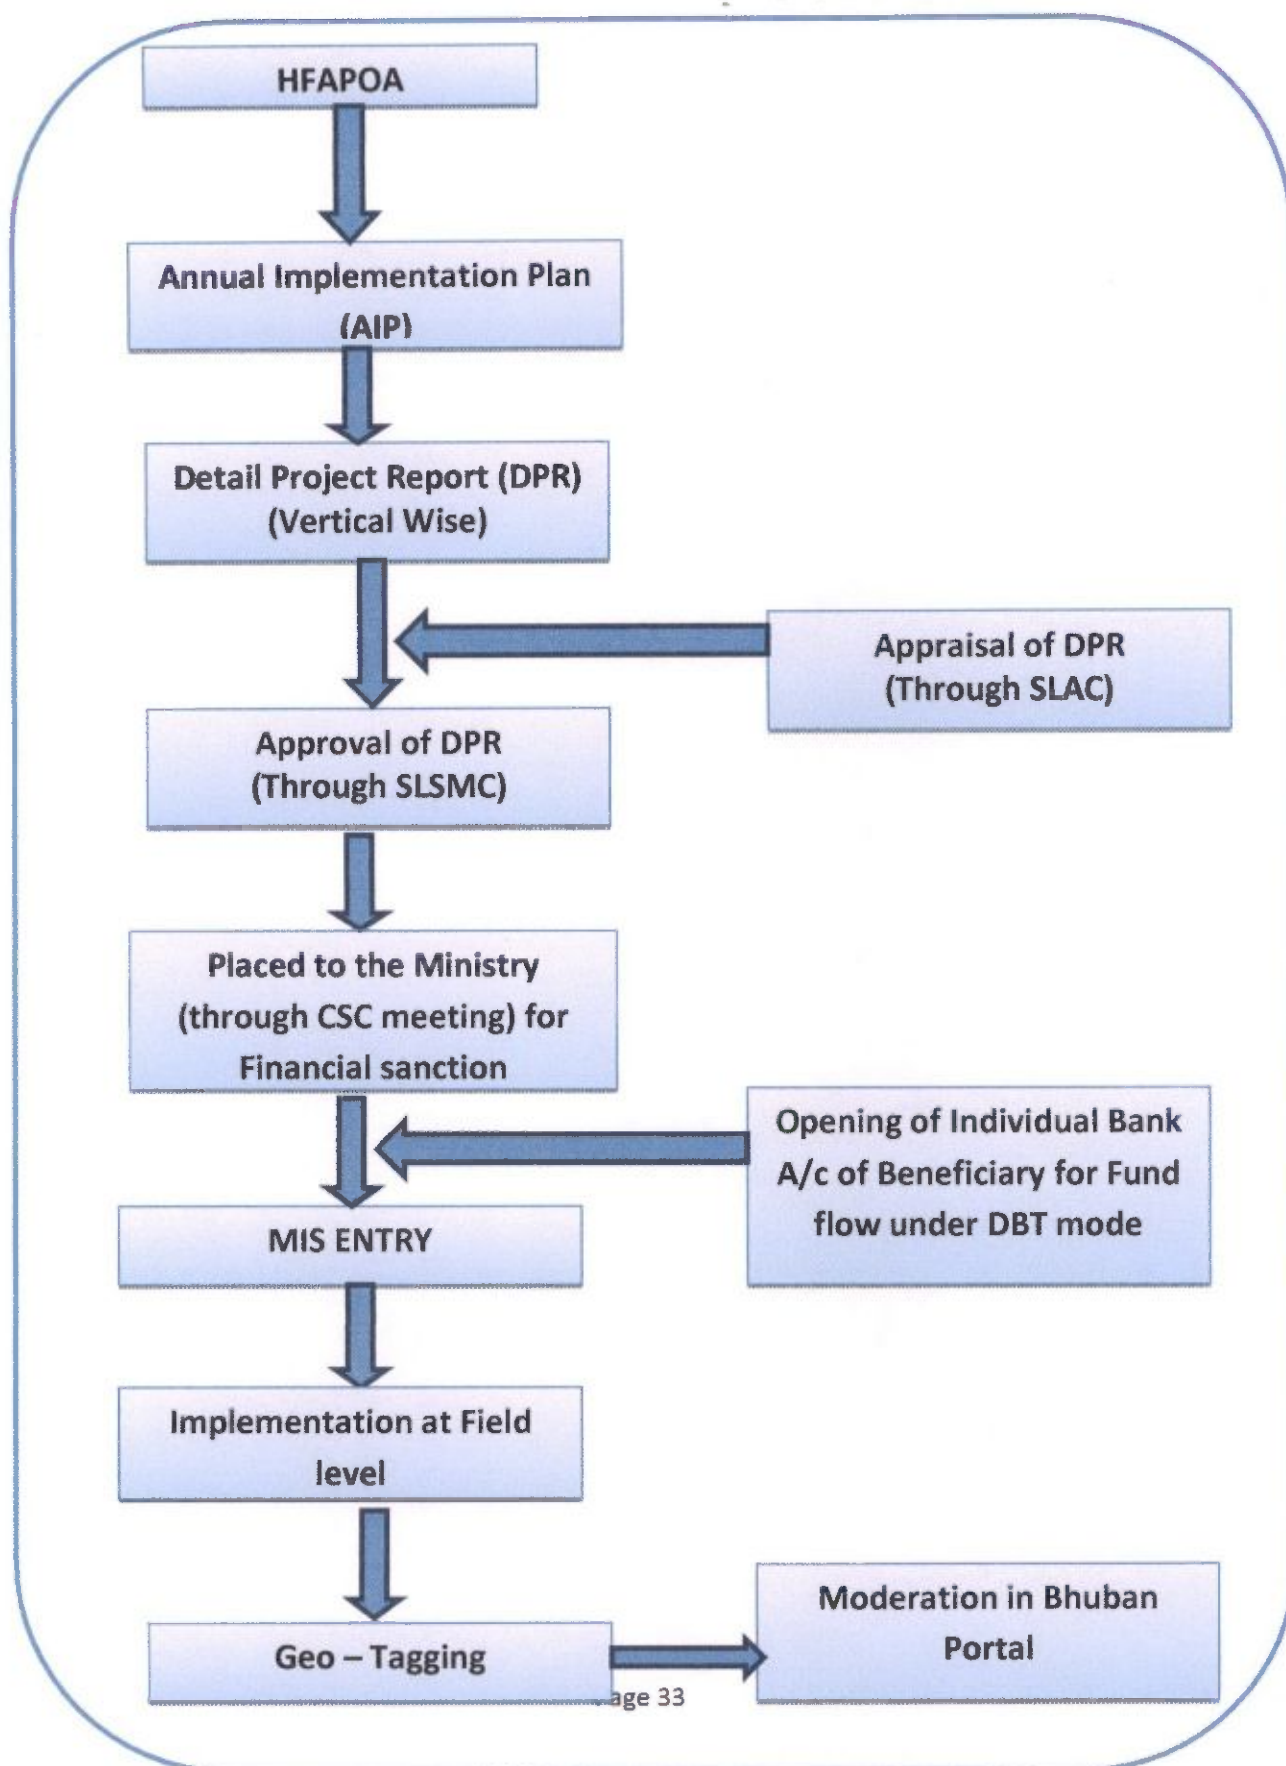 HFAPOA
Annual Implementation Plan
(AIP)
Detail Project Report (DPR)
(Vertical Wise)
Appraisal of DPR
(Through SLAC)
Approval of DPR
(Through SLSMC)
Placed to the Ministry
(through CSC meeting) for
Financial sanction
Opening of Individual Bank
A/c of Beneficiary for Fund
flow under DBT mode
MIS ENTRY
Implementation at Field
level
Geo – Tagging
Moderation in Bhuban
Portal
age 33